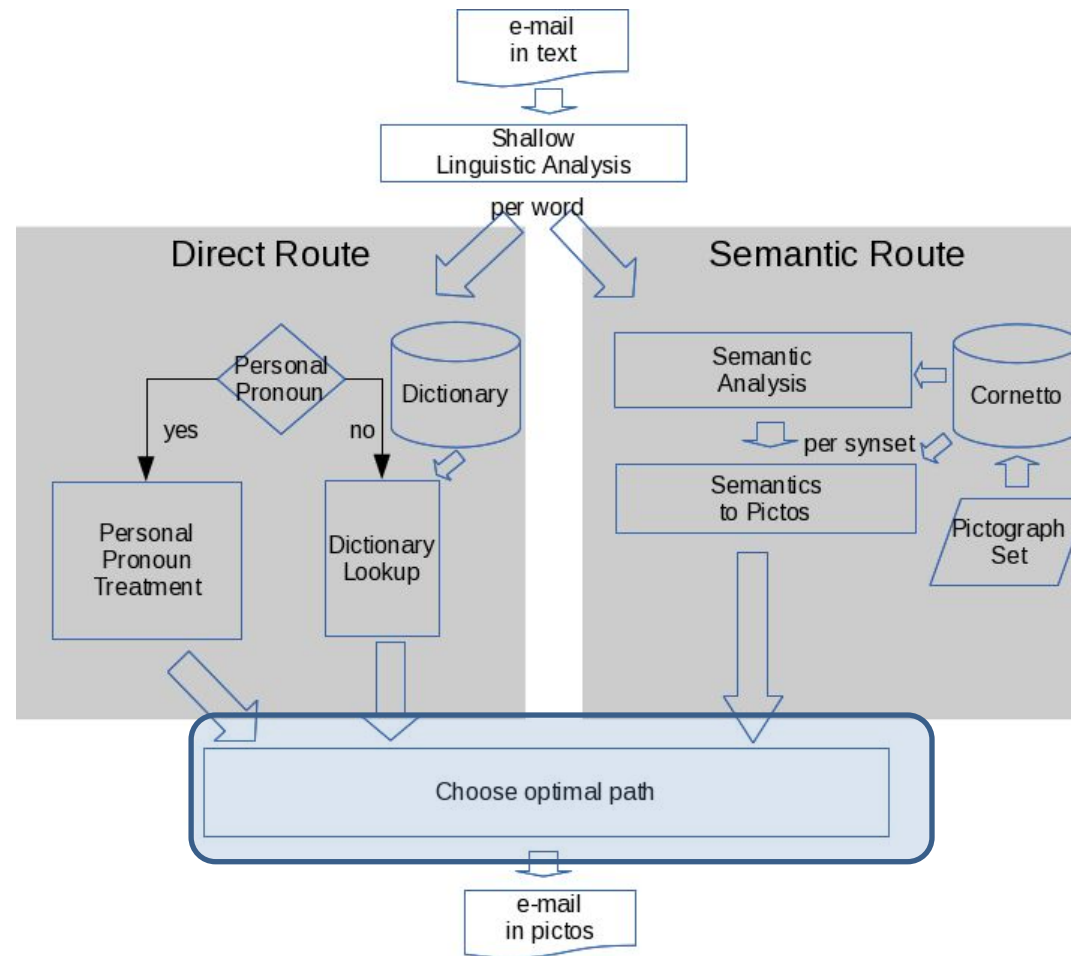 e-mail
in text
Shallow
Linguistic Analysis
per word
Direct Route
Personal
Pronoun
Dictionary
yes
no
Personal
Pronoun
Treatment
Dictionary
Lookup
Semantic Route
Semantic
Analysis
Cornetto
per synset
Semantics
to Pictos
Pictograph
Set
Choose optimal path
e-mail
in pictos